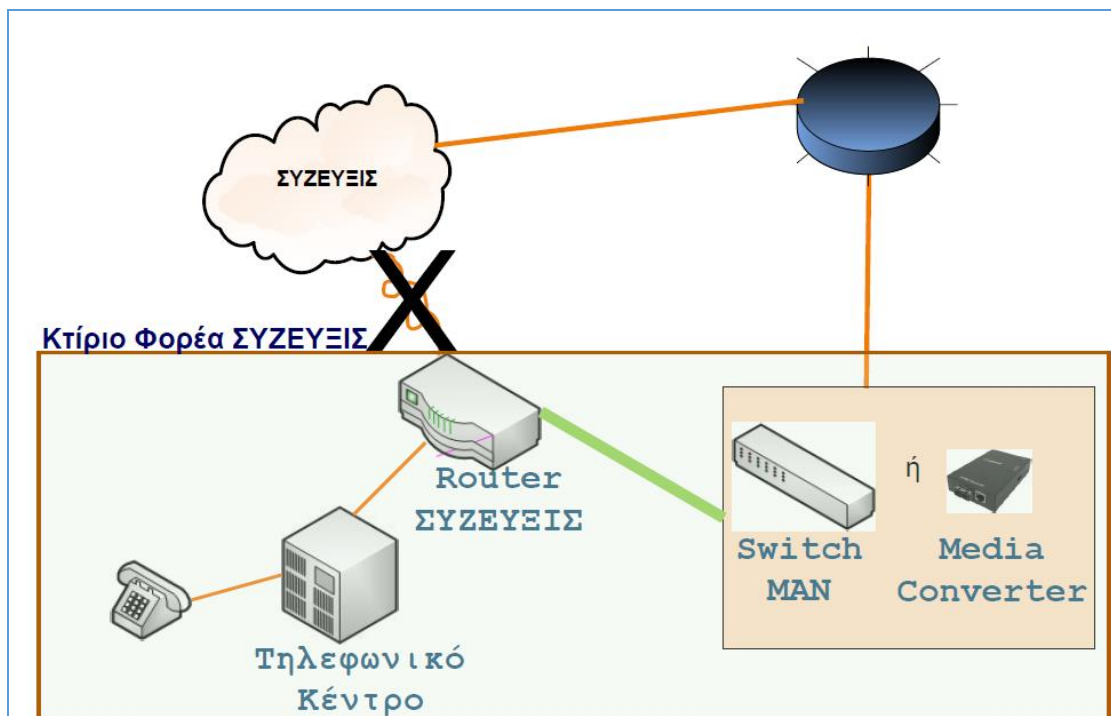 ΣΥΖΕΥΞΙΣ
Κτίριο Φορέα ΣΥΖΕΥΞΙΣ
Router
ΣΥΖΕΥΞΙΣ
ή
Switch
MAN
Media
Converter
Τηλεφωνικό
Κέντρο